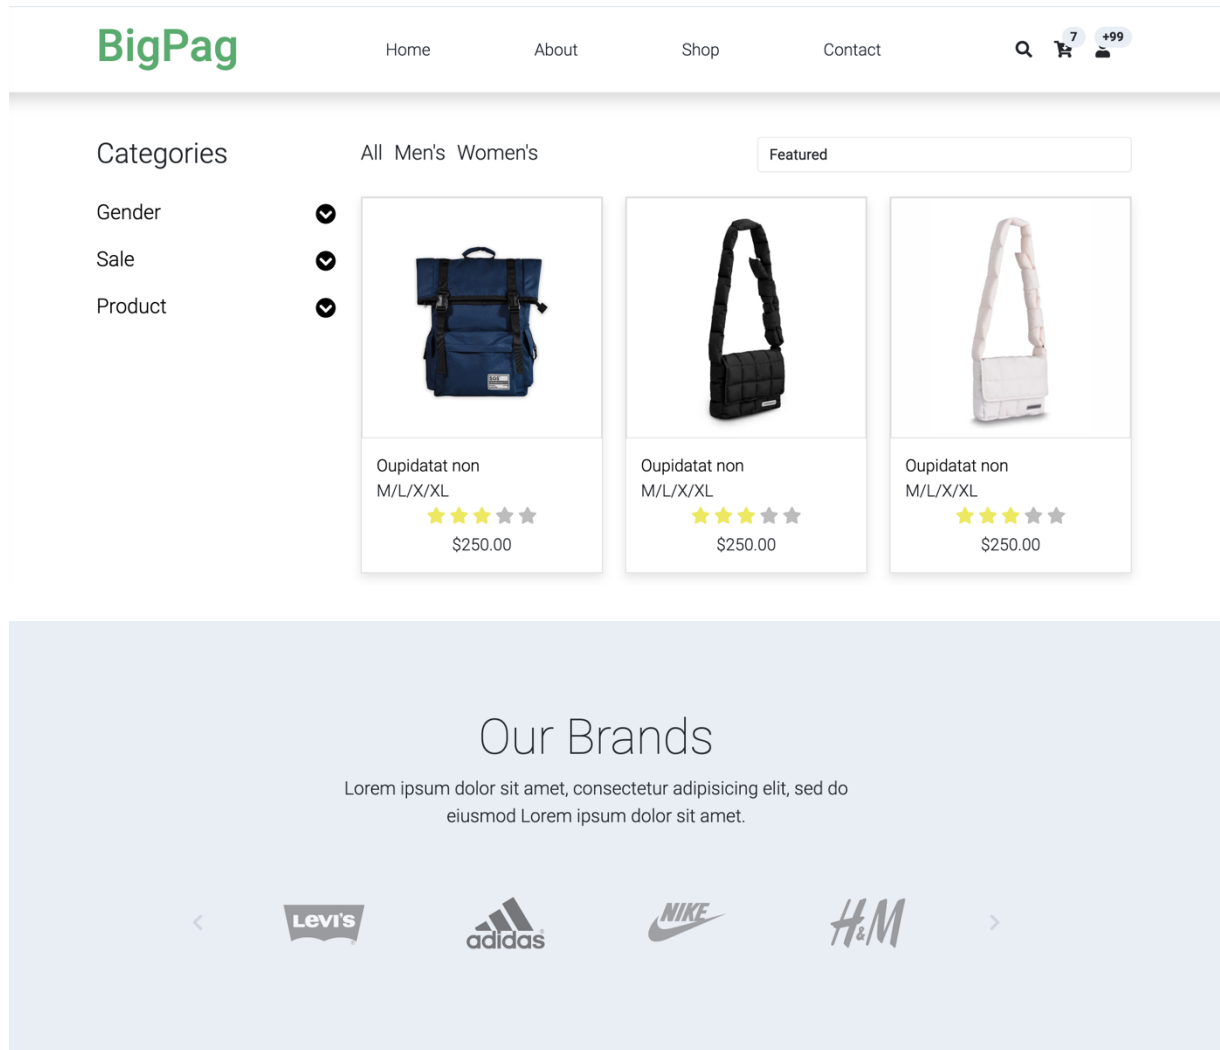 BigPag
Home
About
Shop
Contact
7
+99
Categories
Gender
Sale
Product
All Men's Women's
Featured
Oupidatat non
M/L/X/XL
$250.00
Oupidatat non
M/L/X/XL
$250.00
Oupidatat non
M/L/X/XL
$250.00
Our Brands
Lorem ipsum dolor sit amet, consectetur adipisicing elit, sed do
eiusmod Lorem ipsum dolor sit amet.
LEVI'S
adidas
NIKE
H&M